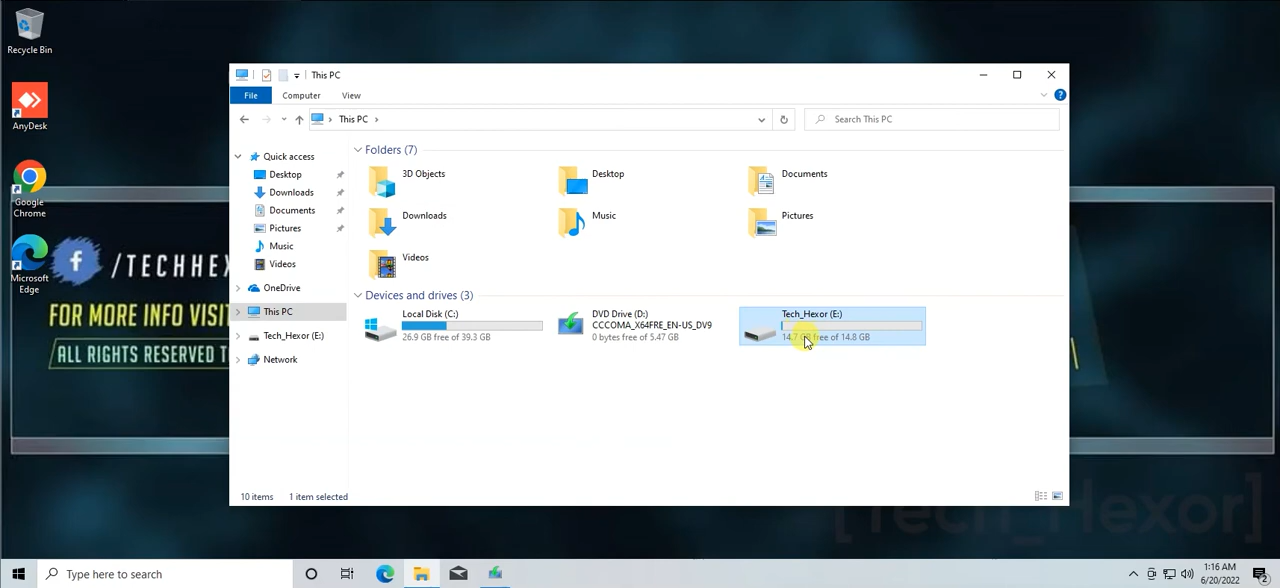 Recycle Bin
AnyDesk
Google
Chrome
Microsoft
Edge
This PC
File
Computer
View
This PC
Search This PC
Quick access
Desktop
Downloads
Documents
Pictures
Music
Videos
OneDrive
This PC
Tech_Hexor (E:)
Network
Folders (7)
3D Objects
Desktop
Documents
Downloads
Music
Pictures
Videos
Devices and drives (3)
Local Disk (C:)
26.9 GB free of 39.3 GB
DVD Drive (D:)
CCCOMA_X64FRE_EN-US_DV9
0 bytes free of 5.47 GB
Tech_Hexor (E:)
14.7 GB free of 14.8 GB
10 items
1 item selected
f /TECHHEX
FOR MORE INFO VISIT
ALL RIGHTS RESERVED T
[Tech_Hexor]
Type here to search
1:16 AM
6/20/2022
2